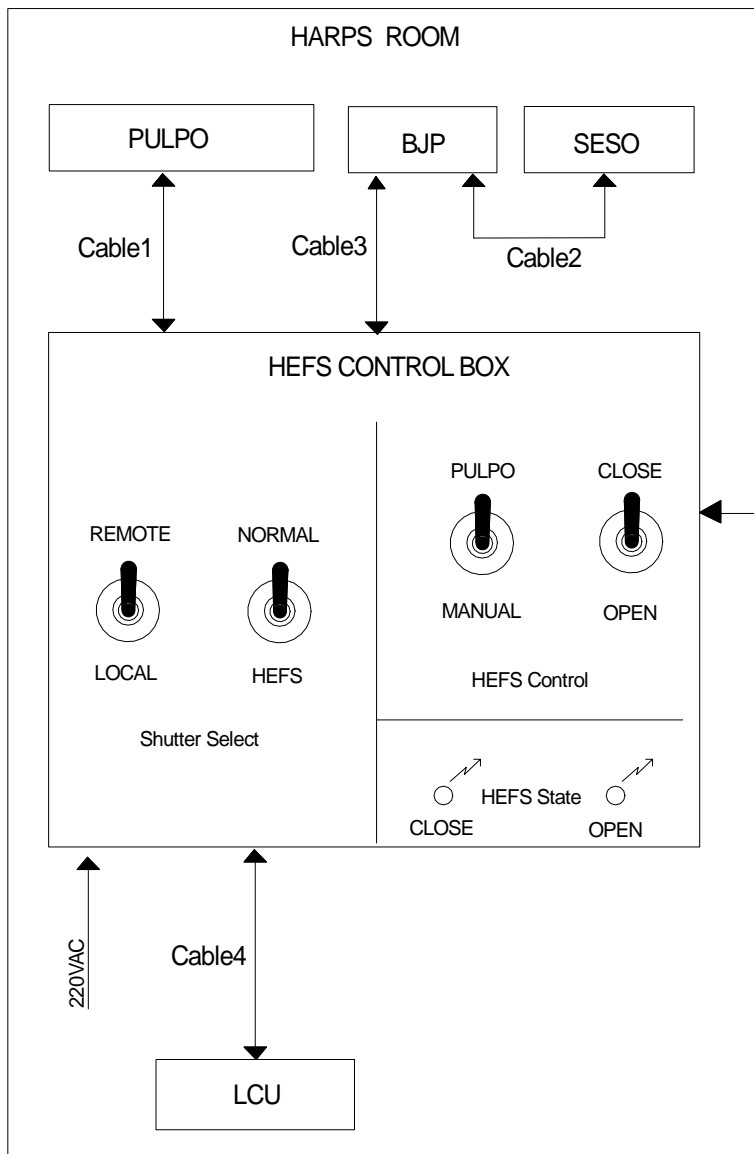 HARPS ROOM
PULPO
BJP
SESO
Cable1
Cable3
Cable2
HEFS CONTROL BOX
PULPO
CLOSE
REMOTE
NORMAL
MANUAL
OPEN
LOCAL
HEFS
HEFS Control
Shutter Select
HEFS State
CLOSE
OPEN
220VAC
Cable4
LCU